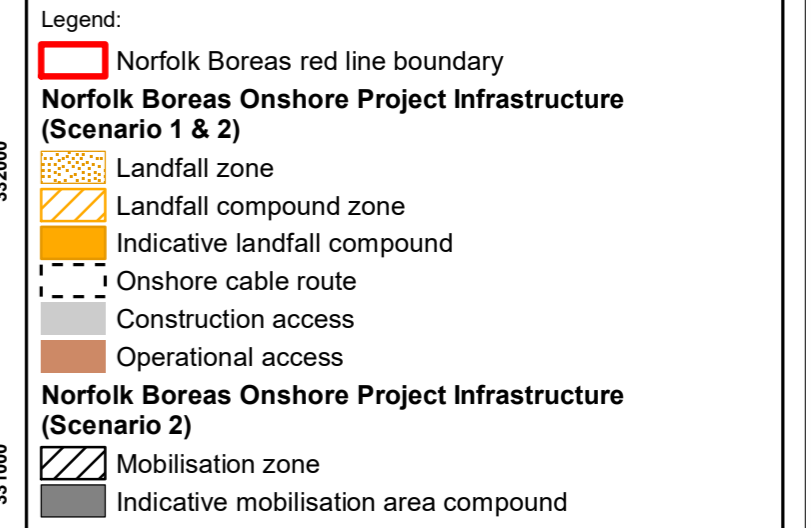 Legend:
Norfolk Boreas red line boundary
Norfolk Boreas Onshore Project Infrastructure
(Scenario 1 & 2)
Landfall zone
Landfall compound zone
Indicative landfall compound
Onshore cable route
Construction access
Operational access
Norfolk Boreas Onshore Project Infrastructure
(Scenario 2)
Mobilisation zone
Indicative mobilisation area compound